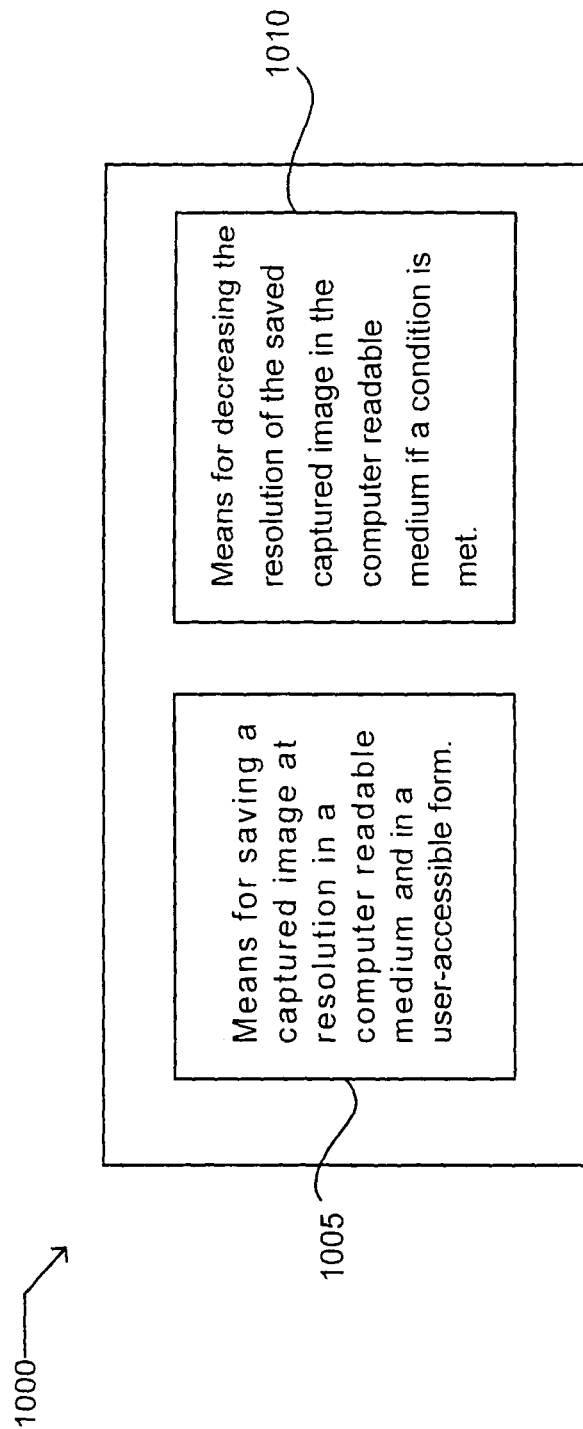 1000
1005
Means for saving a
captured image at
resolution in a
computer readable
medium and in a
user-accessible form.
Means for decreasing the
resolution of the saved
captured image in the
computer readable
medium if a condition is
met.
1010